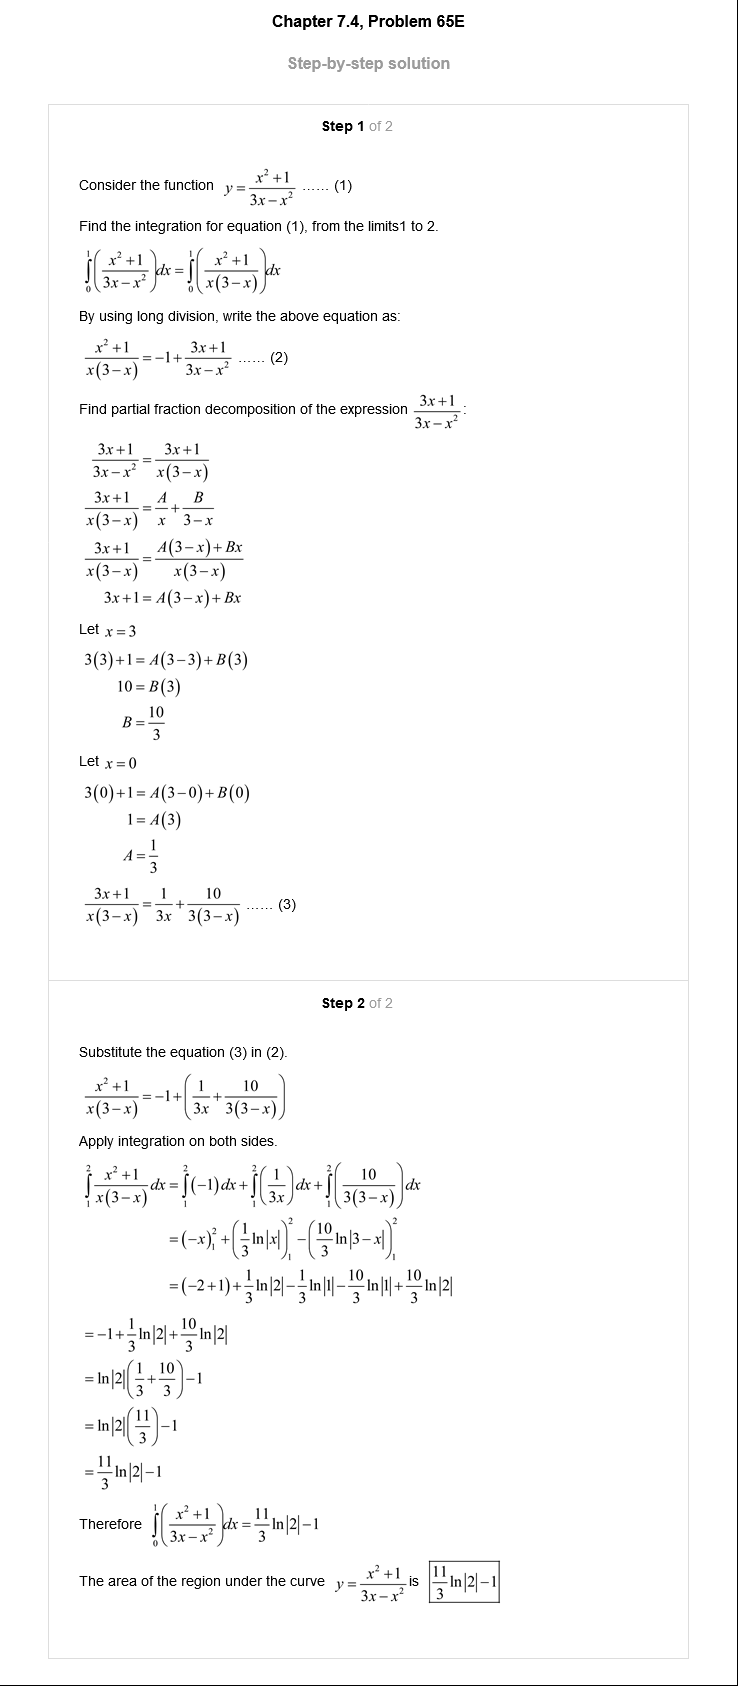 Chapter 7.4, Problem 65E
Step-by-step solution
Step 1 of 2
Consider the function y = \frac{x^2+1}{3x-x^2} ...... (1)
Find the integration for equation (1), from the limits1 to 2.
\int_0^1 \left(\frac{x^2+1}{3x-x^2}\right) dx = \int_0^1 \left(\frac{x^2+1}{x(3-x)}\right) dx
By using long division, write the above equation as:
\frac{x^2+1}{x(3-x)} = -1 + \frac{3x+1}{3x-x^2} ...... (2)
Find partial fraction decomposition of the expression \frac{3x+1}{3x-x^2}:
\frac{3x+1}{3x-x^2} = \frac{3x+1}{x(3-x)}
\frac{3x+1}{x(3-x)} = \frac{A}{x} + \frac{B}{3-x}
\frac{3x+1}{x(3-x)} = \frac{A(3-x)+Bx}{x(3-x)}
3x+1 = A(3-x)+Bx
Let x = 3
3(3)+1 = A(3-3)+B(3)
10 = B(3)
B = \frac{10}{3}
Let x = 0
3(0)+1 = A(3-0)+B(0)
1 = A(3)
A = \frac{1}{3}
\frac{3x+1}{x(3-x)} = \frac{1}{3x} + \frac{10}{3(3-x)} ...... (3)
Step 2 of 2
Substitute the equation (3) in (2).
\frac{x^2+1}{x(3-x)} = -1 + \left(\frac{1}{3x} + \frac{10}{3(3-x)}\right)
Apply integration on both sides.
\int_1^2 \frac{x^2+1}{x(3-x)} dx = \int_1^2 (-1) dx + \int_1^2 \left(\frac{1}{3x}\right) dx + \int_1^2 \left(\frac{10}{3(3-x)}\right) dx
= (-x)_1^2 + \left(\frac{1}{3} \ln|x|\right)_1^2 - \left(\frac{10}{3} \ln|3-x|\right)_1^2
= (-2+1) + \frac{1}{3} \ln|2| - \frac{1}{3} \ln|1| - \frac{10}{3} \ln|1| + \frac{10}{3} \ln|2|
= -1 + \frac{1}{3} \ln|2| + \frac{10}{3} \ln|2|
= \ln|2| \left(\frac{1}{3} + \frac{10}{3}\right) - 1
= \ln|2| \left(\frac{11}{3}\right) - 1
= \frac{11}{3} \ln|2| - 1
Therefore \int_0^1 \left(\frac{x^2+1}{3x-x^2}\right) dx = \frac{11}{3} \ln|2| - 1
The area of the region under the curve y = \frac{x^2+1}{3x-x^2} is \frac{11}{3} \ln|2| - 1